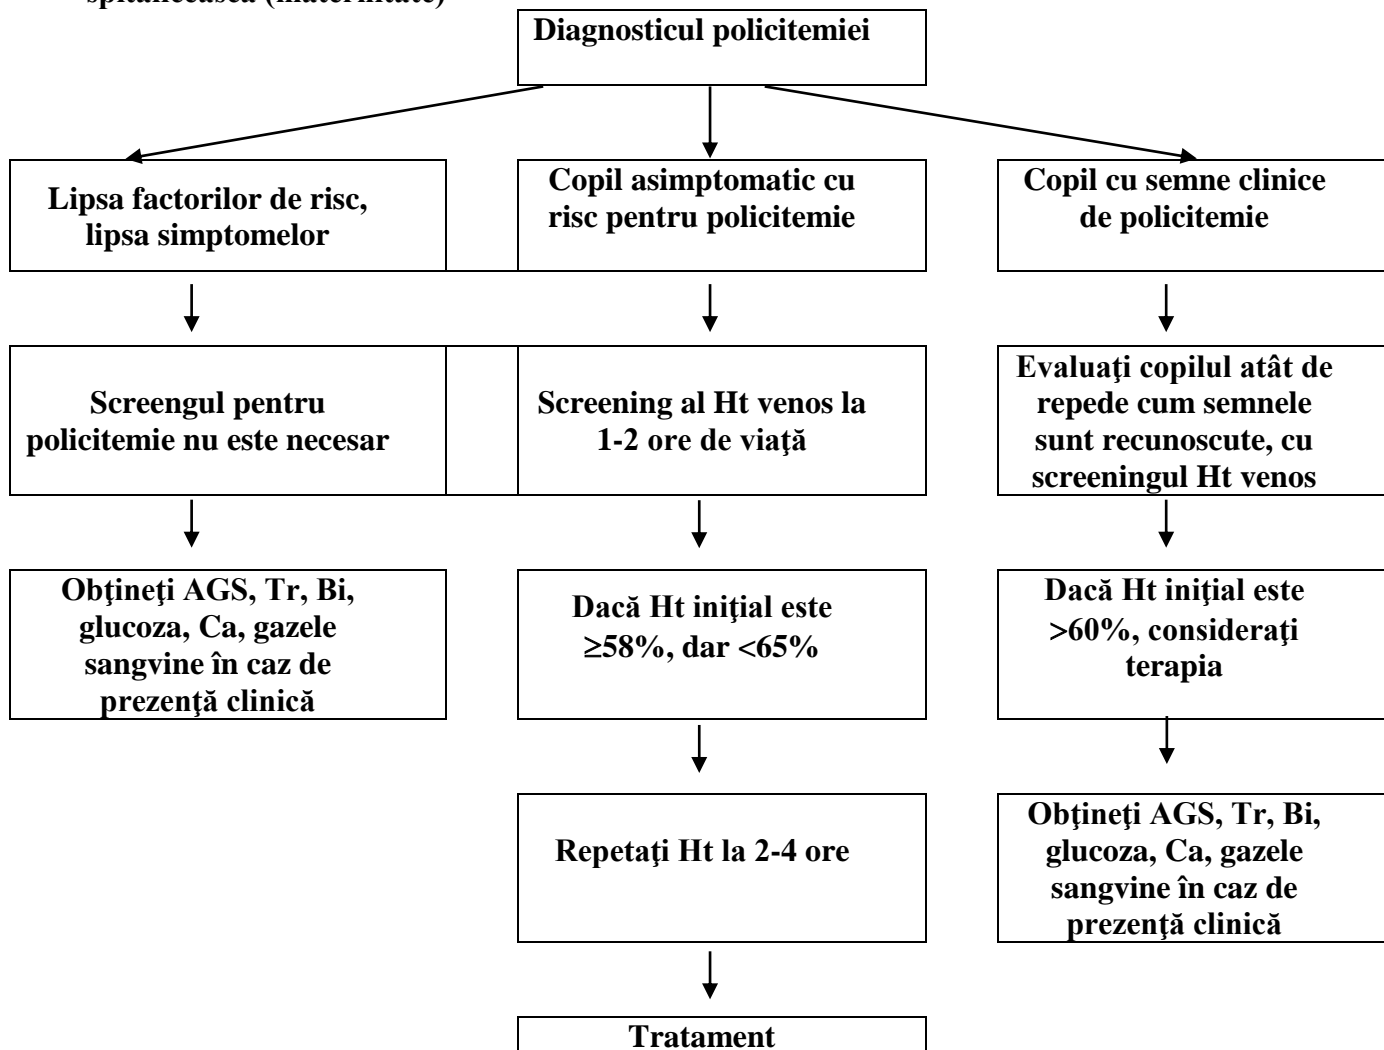 spitalicească (maternitate)
Diagnosticul policitemiei
Lipsa factorilor de risc,
lipsa simptomelor
Copil asimptomatic cu
risc pentru policitemie
Copil cu semne clinice
de policitemie
Screengul pentru
policitemie nu este necesar
Screening al Ht venos la
1-2 ore de viaţă
Evaluaţi copilul atât de
repede cum semnele
sunt recunoscute, cu
screeningul Ht venos
Obţineţi AGS, Tr, Bi,
glucoza, Ca, gazele
sangvine în caz de
prezenţă clinică
Dacă Ht iniţial este
≥58%, dar <65%
Dacă Ht iniţial este
>60%, consideraţi
terapia
Repetaţi Ht la 2-4 ore
Obţineţi AGS, Tr, Bi,
glucoza, Ca, gazele
sangvine în caz de
prezenţă clinică
Tratament